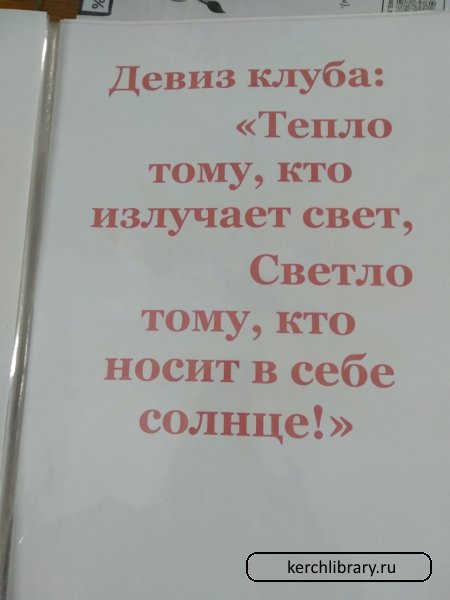 Девиз клуба:
«Тепло
тому, кто
излучает свет,
Светло
тому, кто
носит в себе
солнце!»
kerchlibrary.ru